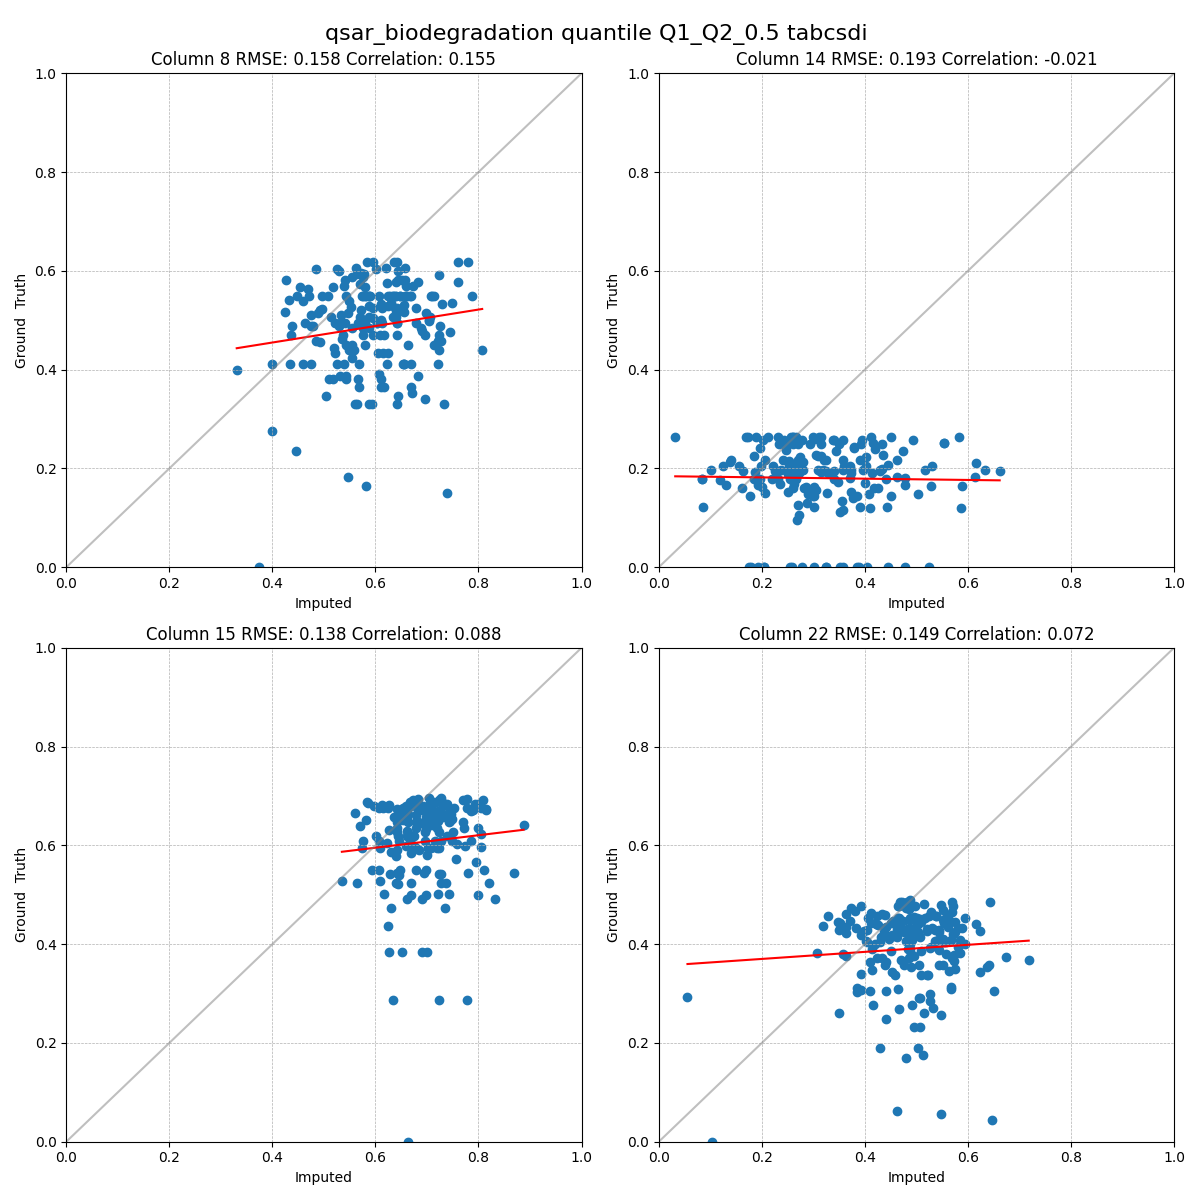 qsar_biodegradation quantile Q1_Q2_0.5 tabcsdi
Column 8 RMSE: 0.158 Correlation: 0.155
1.0
0.8
0.6
0.4
0.2
0.0
Ground Truth
0.0 0.2 0.4 0.6 0.8 1.0
Imputed
Column 14 RMSE: 0.193 Correlation: -0.021
1.0
0.8
0.6
0.4
0.2
0.0
Ground Truth
0.0 0.2 0.4 0.6 0.8 1.0
Imputed
Column 15 RMSE: 0.138 Correlation: 0.088
1.0
0.8
0.6
0.4
0.2
0.0
Ground Truth
0.0 0.2 0.4 0.6 0.8 1.0
Imputed
Column 22 RMSE: 0.149 Correlation: 0.072
1.0
0.8
0.6
0.4
0.2
0.0
Ground Truth
0.0 0.2 0.4 0.6 0.8 1.0
Imputed